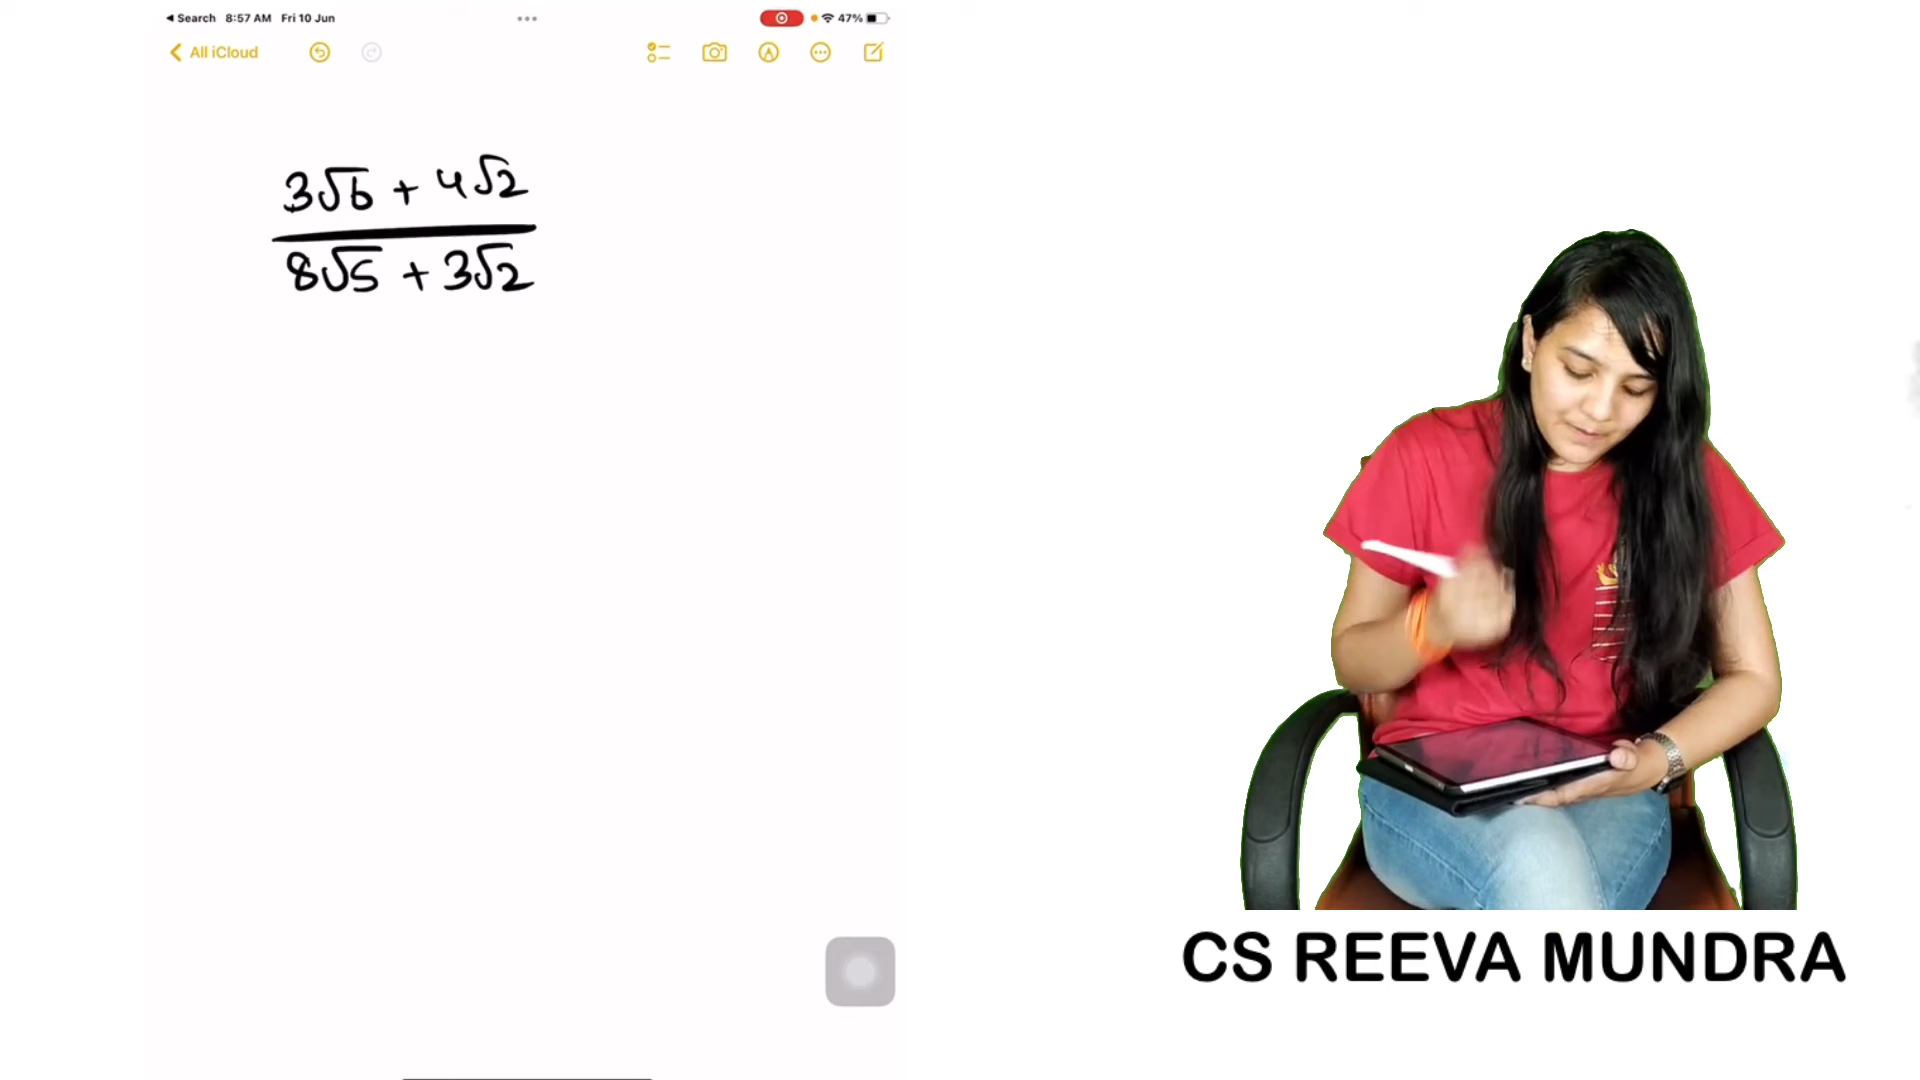 ◀ Search 8:57 AM Fri 10 Jun 47%
All iCloud
3√6 + 4√2
8√5 + 3√2
CS REEVA MUNDRA